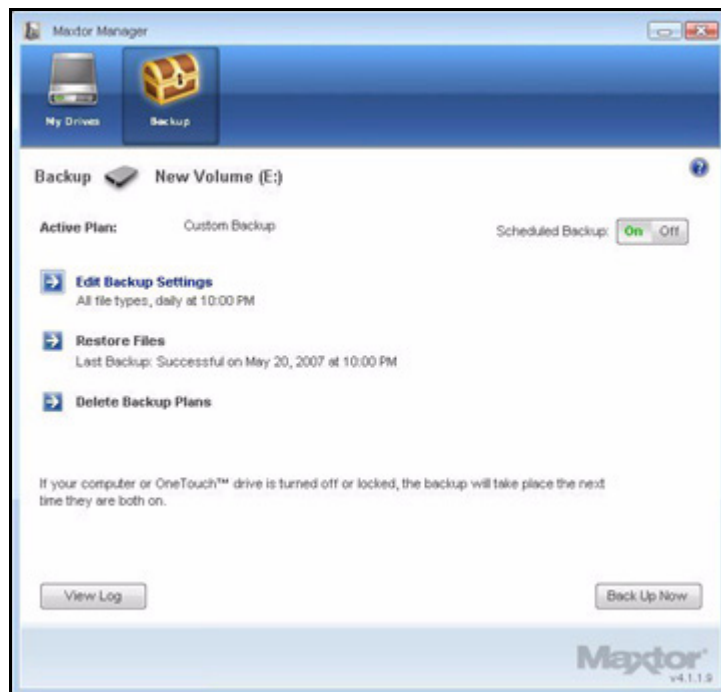 Maxtor Manager
My Drives
Backup
Backup New Volume (E:)
Active Plan: Custom Backup
Scheduled Backup: On Off
Edit Backup Settings
All file types, daily at 10:00 PM
Restore Files
Last Backup: Successful on May 20, 2007 at 10:00 PM
Delete Backup Plans
If your computer or OneTouch™ drive is turned off or locked, the backup will take place the next
time they are both on.
View Log
Back Up Now
Maxtor
v4.1.1.9